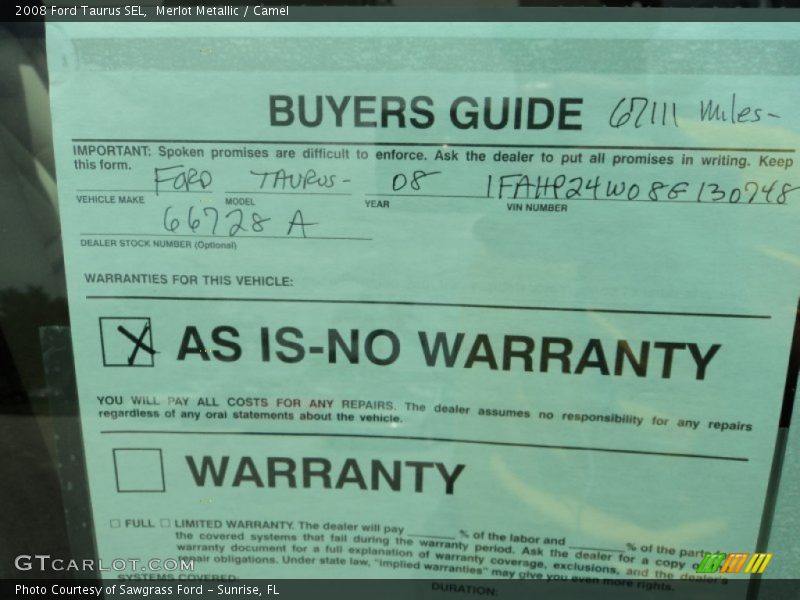 2008 Ford Taurus SEL,  Merlot Metallic / Camel
BUYERS GUIDE 67111 Miles-
IMPORTANT: Spoken promises are difficult to enforce. Ask the dealer to put all promises in writing. Keep
this form.
FORD TAURUS- 08 1FAHP24W08G130748
VEHICLE MAKE MODEL YEAR VIN NUMBER
66728 A
DEALER STOCK NUMBER (Optional)
WARRANTIES FOR THIS VEHICLE:
X AS IS-NO WARRANTY
YOU WILL PAY ALL COSTS FOR ANY REPAIRS. The dealer assumes no responsibility for any repairs
regardless of any oral statements about the vehicle.
WARRANTY
FULL LIMITED WARRANTY. The dealer will pay ______ % of the labor and ______ % of the parts
the covered systems that fail during the warranty period. Ask the dealer for a copy of
warranty document for a full explanation of warranty coverage, exclusions, and the dealer's
repair obligations. Under state law, "implied warranties" may give you even more rights.
SYSTEMS COVERED: DURATION:
GTcarlot.com
Photo Courtesy of Sawgrass Ford - Sunrise, FL